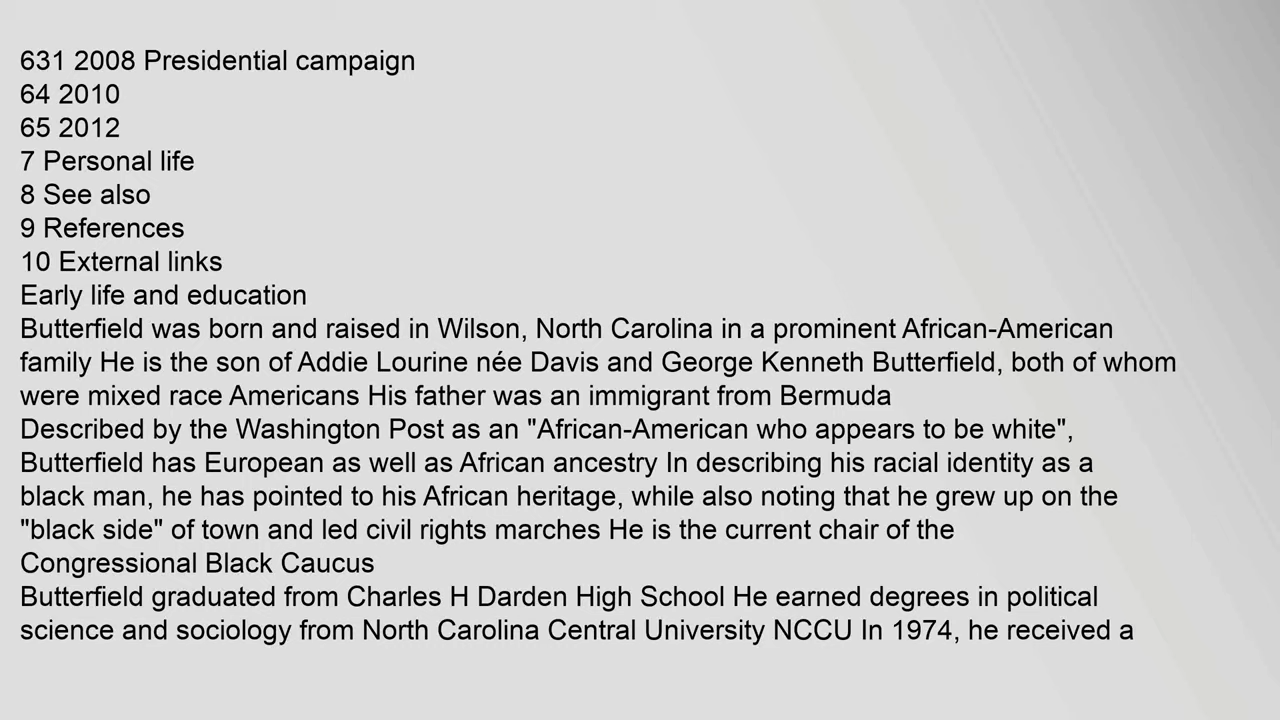 631 2008 Presidential campaign
64 2010
65 2012
7 Personal life
8 See also
9 References
10 External links
Early life and education
Butterfield was born and raised in Wilson, North Carolina in a prominent African-American
family He is the son of Addie Lourine née Davis and George Kenneth Butterfield, both of whom
were mixed race Americans His father was an immigrant from Bermuda
Described by the Washington Post as an "African-American who appears to be white",
Butterfield has European as well as African ancestry In describing his racial identity as a
black man, he has pointed to his African heritage, while also noting that he grew up on the
"black side" of town and led civil rights marches He is the current chair of the
Congressional Black Caucus
Butterfield graduated from Charles H Darden High School He earned degrees in political
science and sociology from North Carolina Central University NCCU In 1974, he received a